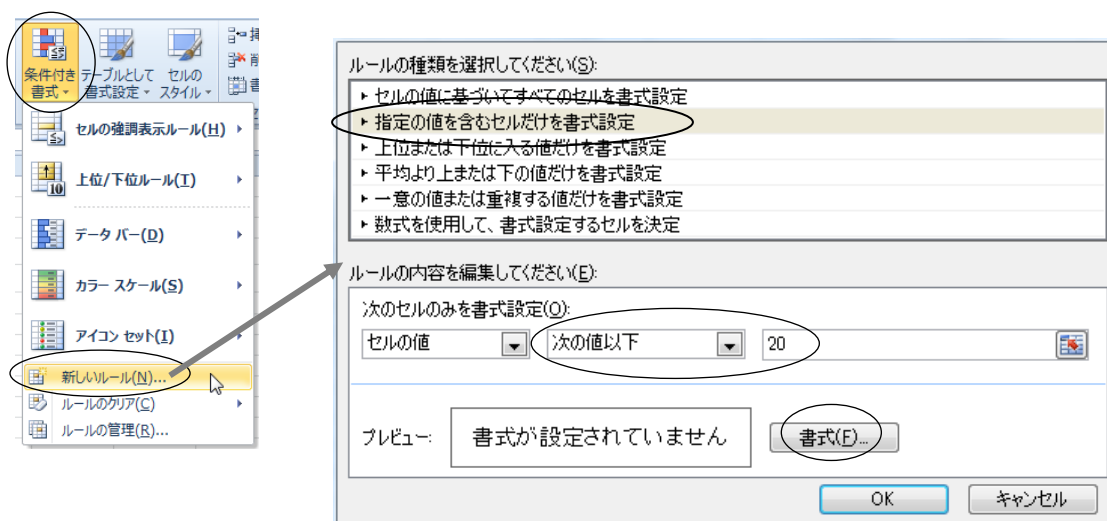 条件付き
書式
テーブルとして
書式設定
セルの
スタイル
セルの強調表示ルール(H)
上位/下位ルール(T)
データ バー(D)
カラー スケール(S)
アイコン セット(I)
新しいルール(N)...
ルールのクリア(C)
ルールの管理(R)...
ルールの種類を選択してください(S):
セルの値に基づいてすべてのセルを書式設定
指定の値を含むセルだけを書式設定
上位または下位に入る値だけを書式設定
平均より上または下の値だけを書式設定
一意の値または重複する値だけを書式設定
数式を使用して、書式設定するセルを決定
ルールの内容を編集してください(E):
次のセルのみを書式設定(O):
セルの値 次の値以下 20
プレビュー: 書式が設定されていません 書式(F)...
OK キャンセル